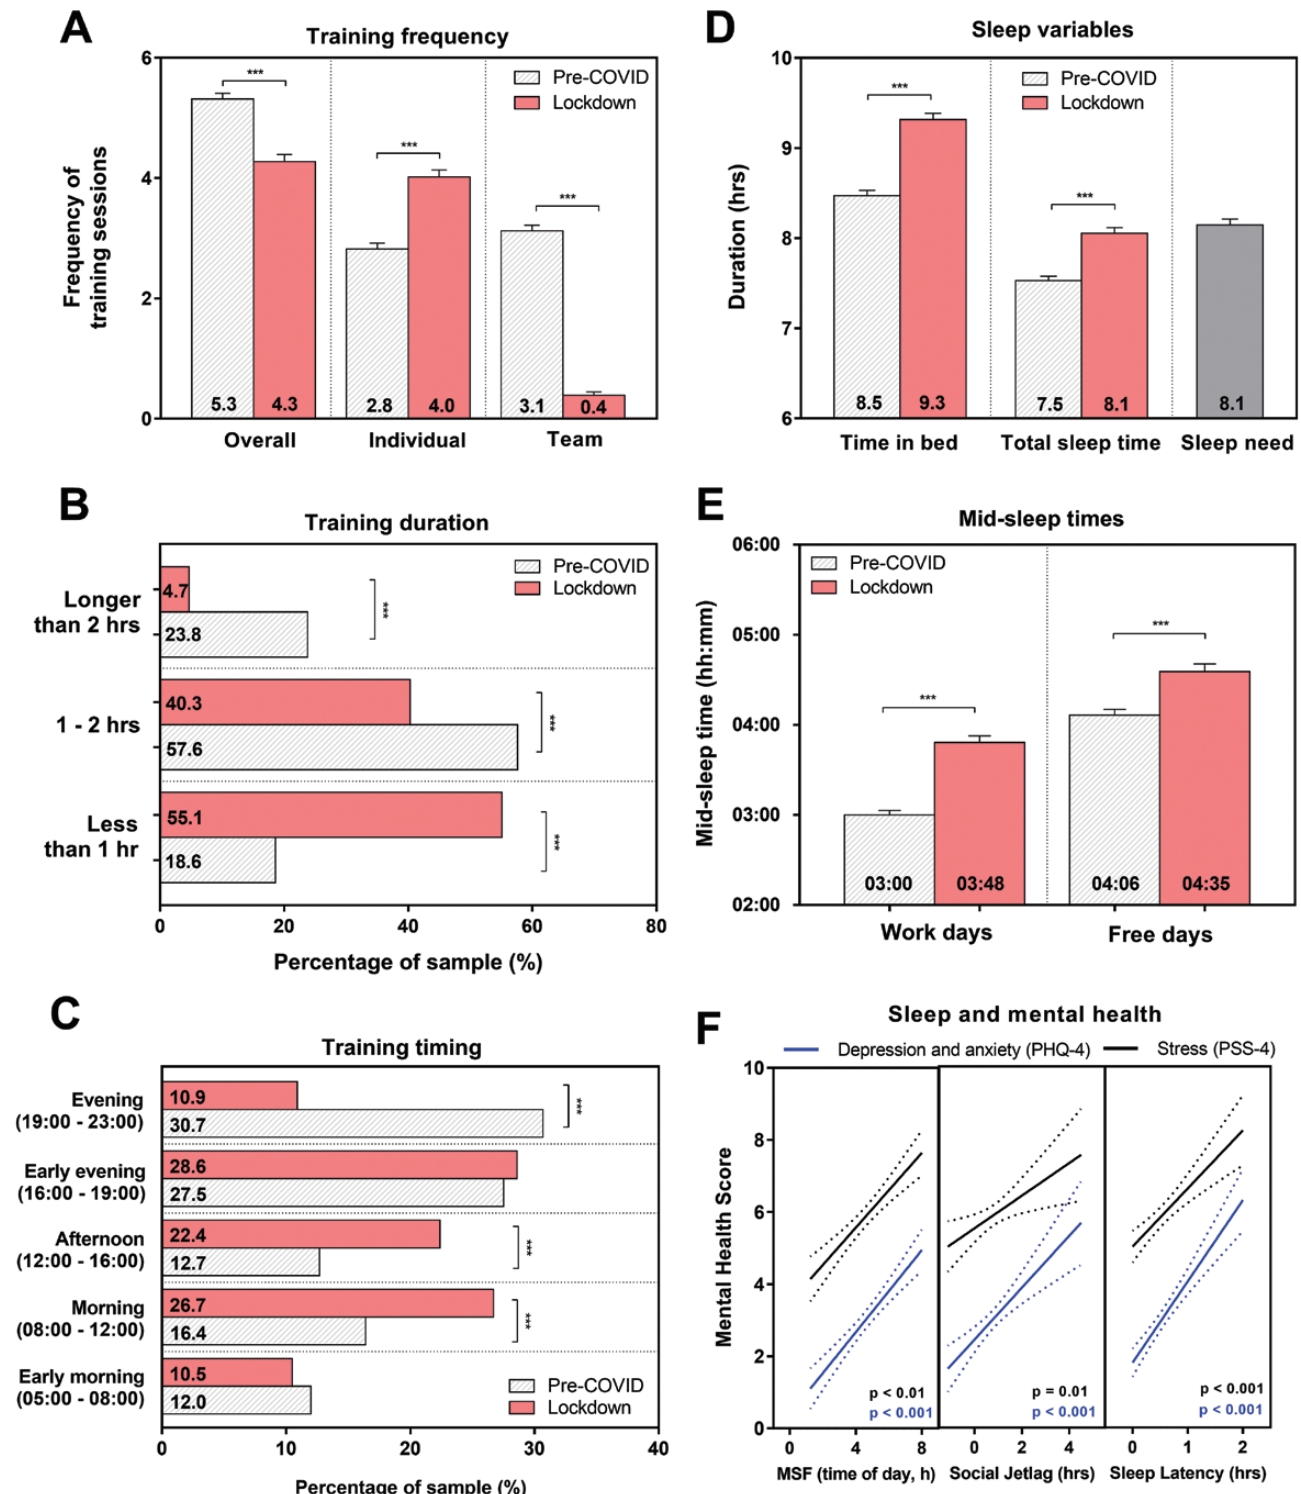 A
Training frequency
Pre-COVID
Lockdown
***
***
***
Frequency of
training sessions
6
4
2
0
5.3
4.3
2.8
4.0
3.1
0.4
Overall
Individual
Team
B
Training duration
Pre-COVID
Lockdown
Longer
than 2 hrs
4.7
23.8
***
1 - 2 hrs
40.3
57.6
***
Less
than 1 hr
55.1
18.6
***
0
20
40
60
80
Percentage of sample (%)
C
Training timing
Evening
(19:00 - 23:00)
10.9
30.7
***
Early evening
(16:00 - 19:00)
28.6
27.5
Afternoon
(12:00 - 16:00)
22.4
12.7
***
Morning
(08:00 - 12:00)
26.7
16.4
***
Early morning
(05:00 - 08:00)
10.5
12.0
Pre-COVID
Lockdown
0
10
20
30
40
Percentage of sample (%)
D
Sleep variables
Pre-COVID
Lockdown
***
***
Duration (hrs)
10
9
8
7
6
8.5
9.3
7.5
8.1
8.1
Time in bed
Total sleep time
Sleep need
E
Mid-sleep times
Pre-COVID
Lockdown
***
***
Mid-sleep time (hh:mm)
06:00
05:00
04:00
03:00
02:00
03:00
03:48
04:06
04:35
Work days
Free days
F
Sleep and mental health
Depression and anxiety (PHQ-4)
Stress (PSS-4)
Mental Health Score
10
8
6
4
2
0
p < 0.01
p < 0.001
p = 0.01
p < 0.001
p < 0.001
p < 0.001
0
4
8
0
2
4
0
1
2
MSF (time of day, h)
Social Jetlag (hrs)
Sleep Latency (hrs)